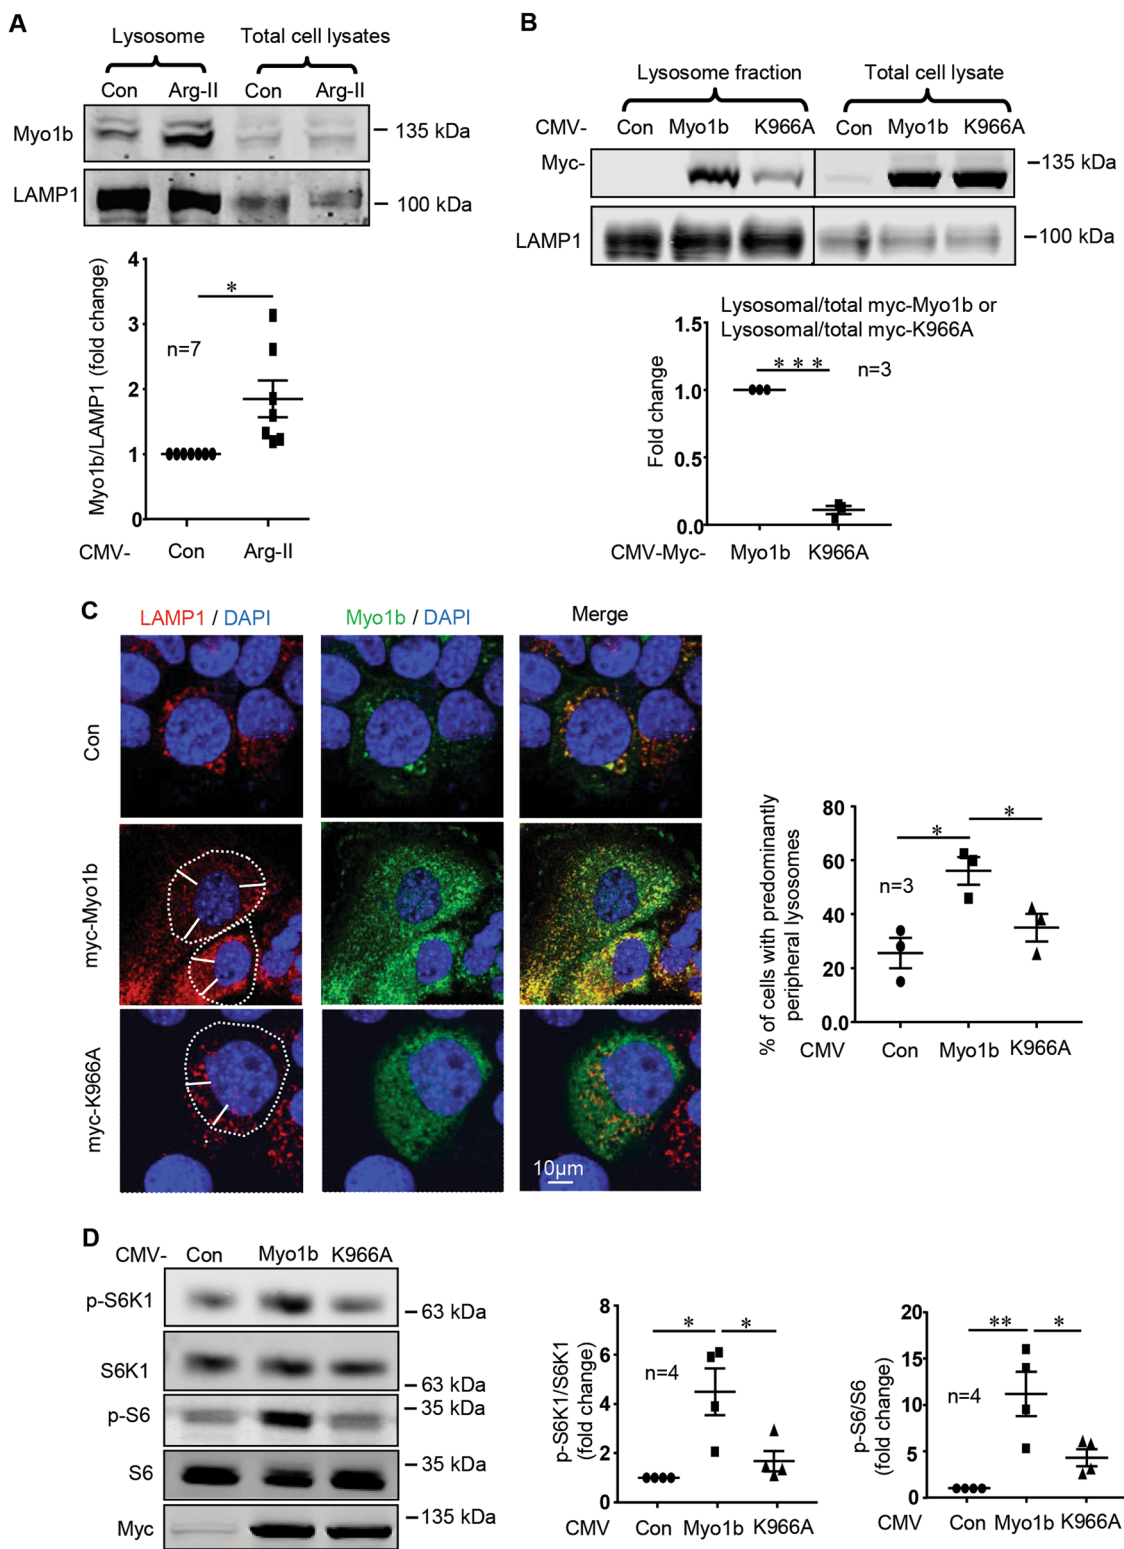 A
Lysosome Total cell lysates
Con Arg-II Con Arg-II
Myo1b
135 kDa
LAMP1
100 kDa
Myo1b/LAMP1 (fold change)
4
3
2
1
0
*
n=7
CMV- Con Arg-II
B
Lysosome fraction Total cell lysate
CMV- Con Myo1b K966A Con Myo1b K966A
Myc-
135 kDa
LAMP1
100 kDa
Lysosomal/total myc-Myo1b or
Lysosomal/total myc-K966A
Fold change
1.5
1.0
0.5
0.0
***
n=3
CMV-Myc- Myo1b K966A
C
LAMP1 / DAPI Myo1b / DAPI Merge
Con
myc-Myo1b
myc-K966A
10µm
% of cells with predominantly
peripheral lysosomes
80
60
40
20
0.0
* *
n=3
CMV Con Myo1b K966A
D
CMV- Con Myo1b K966A
p-S6K1
63 kDa
S6K1
63 kDa
p-S6
35 kDa
S6
35 kDa
Myc
135 kDa
p-S6K1/S6K1
(fold change)
8
6
4
2
0
* *
n=4
CMV Con Myo1b K966A
p-S6/S6
(fold change)
20
15
10
5
0
** *
n=4
CMV Con Myo1b K966A